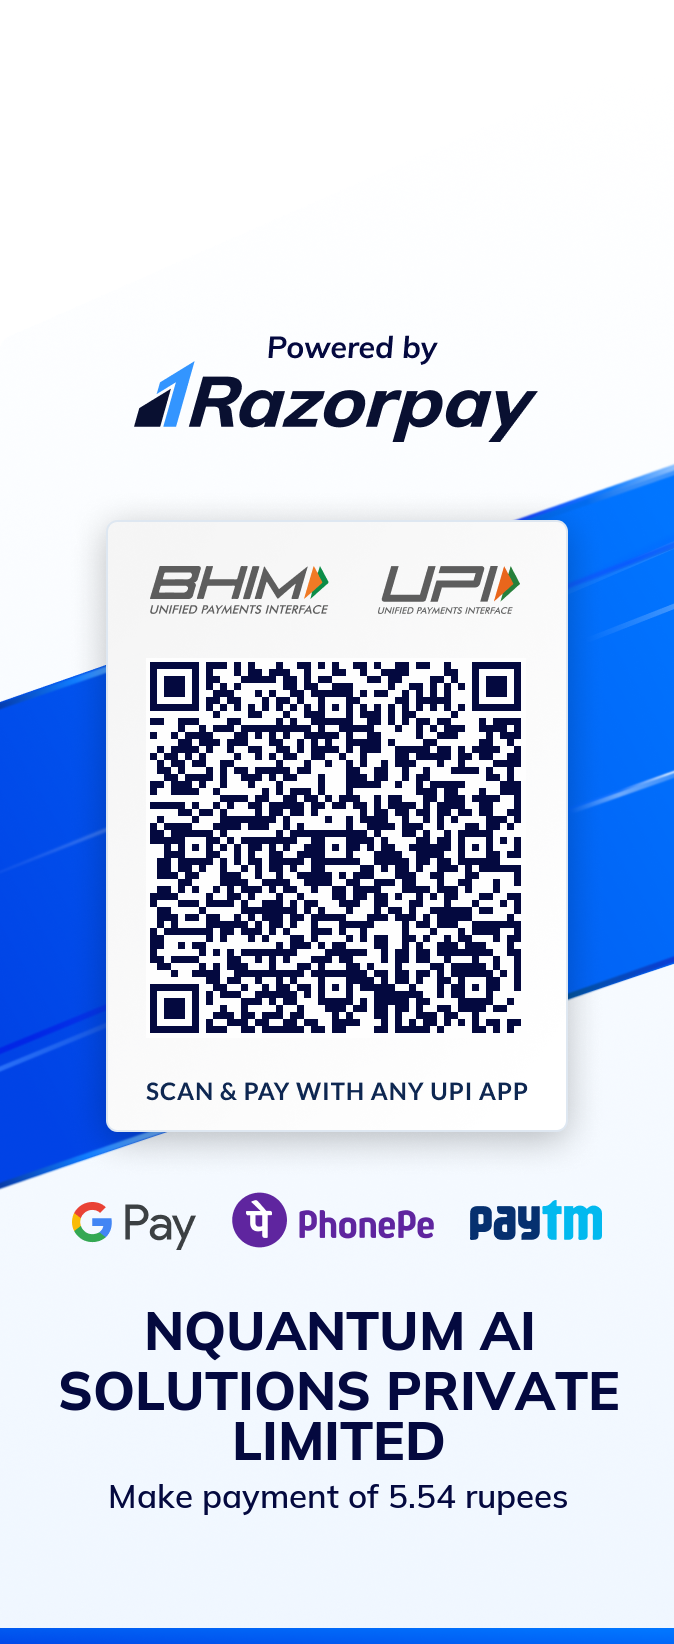 Powered by
Razorpay
BHIM UPI
UNIFIED PAYMENTS INTERFACE UNIFIED PAYMENTS INTERFACE
SCAN & PAY WITH ANY UPI APP
G Pay पे PhonePe paytm
NQUANTUM AI
SOLUTIONS PRIVATE
LIMITED
Make payment of 5.54 rupees